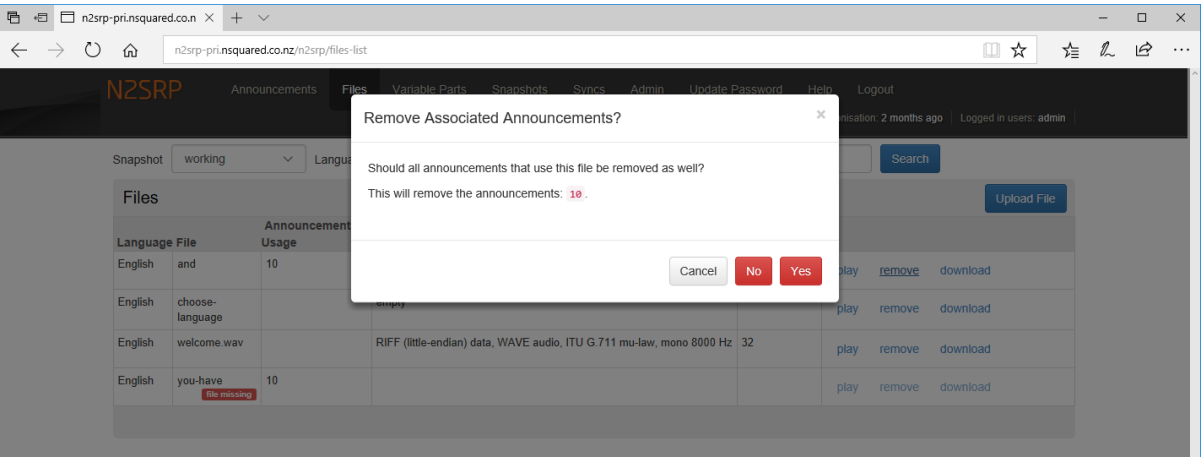 n2srp-pri.nsquared.co.n
n2srp-pri.nsquared.co.nz/n2srp/files-list
N2SRP Announcements Files Variable Parts Snapshots Syncs Admin Update Password Help Logout
nisation: 2 months ago Logged in users: admin
Remove Associated Announcements? ×
Should all announcements that use this file be removed as well?
This will remove the announcements: 10 .
Cancel No Yes
Snapshot working Langua Search
Files Upload File
Announcement
Language File Usage
English and 10 play remove download
English choose- empty play remove download
language
English welcome.wav RIFF (little-endian) data, WAVE audio, ITU G.711 mu-law, mono 8000 Hz 32 play remove download
English you-have 10 play remove download
file missing